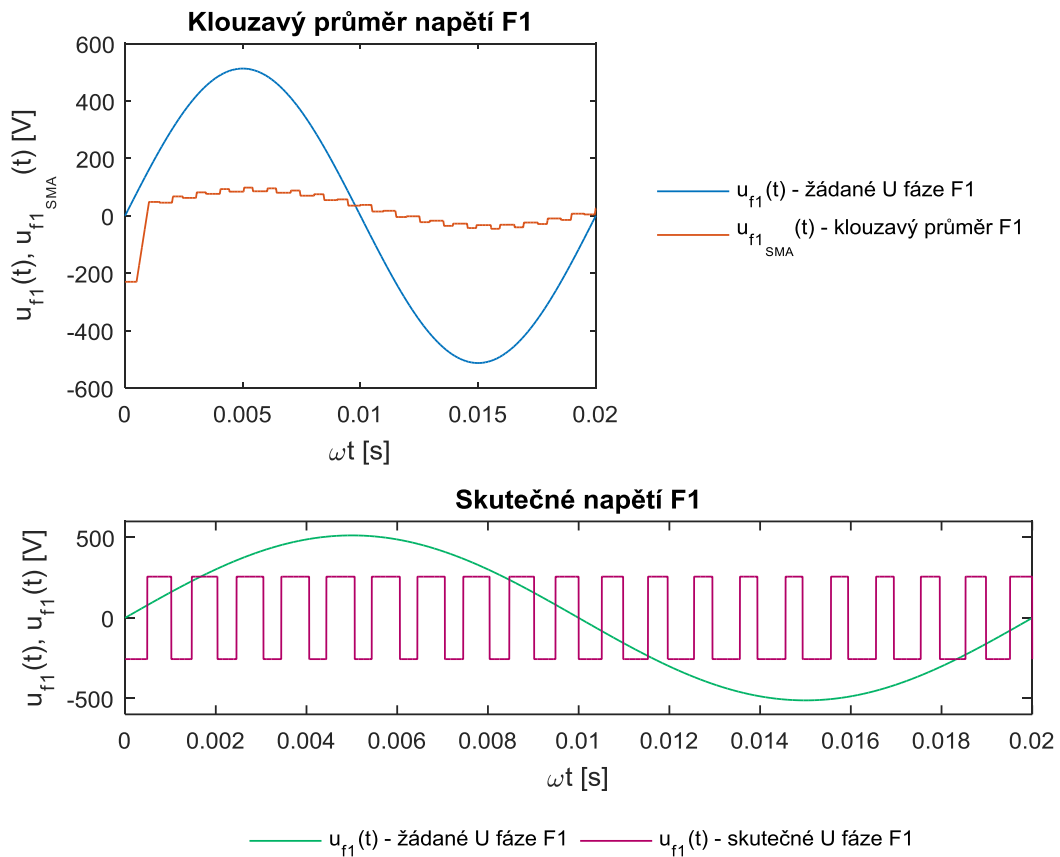 Klouzavý průměr napětí F1
u_f1(t), u_f1_SMA(t) [V]
600
400
200
0
-200
-400
-600
0 0.005 0.01 0.015 0.02
ωt [s]
u_f1(t) - žádané U fáze F1
u_f1_SMA(t) - klouzavý průměr F1
Skutečné napětí F1
u_f1(t), u_f1(t) [V]
500
0
-500
0 0.002 0.004 0.006 0.008 0.01 0.012 0.014 0.016 0.018 0.02
ωt [s]
u_f1(t) - žádané U fáze F1 u_f1(t) - skutečné U fáze F1